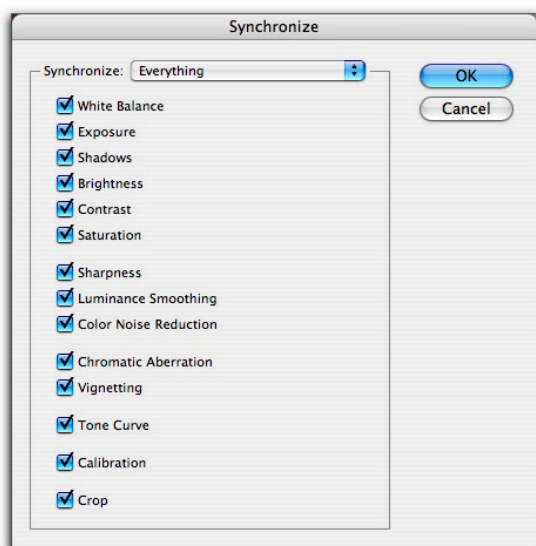 Synchronize
Synchronize: Everything
OK
Cancel
White Balance
Exposure
Shadows
Brightness
Contrast
Saturation
Sharpness
Luminance Smoothing
Color Noise Reduction
Chromatic Aberration
Vignetting
Tone Curve
Calibration
Crop